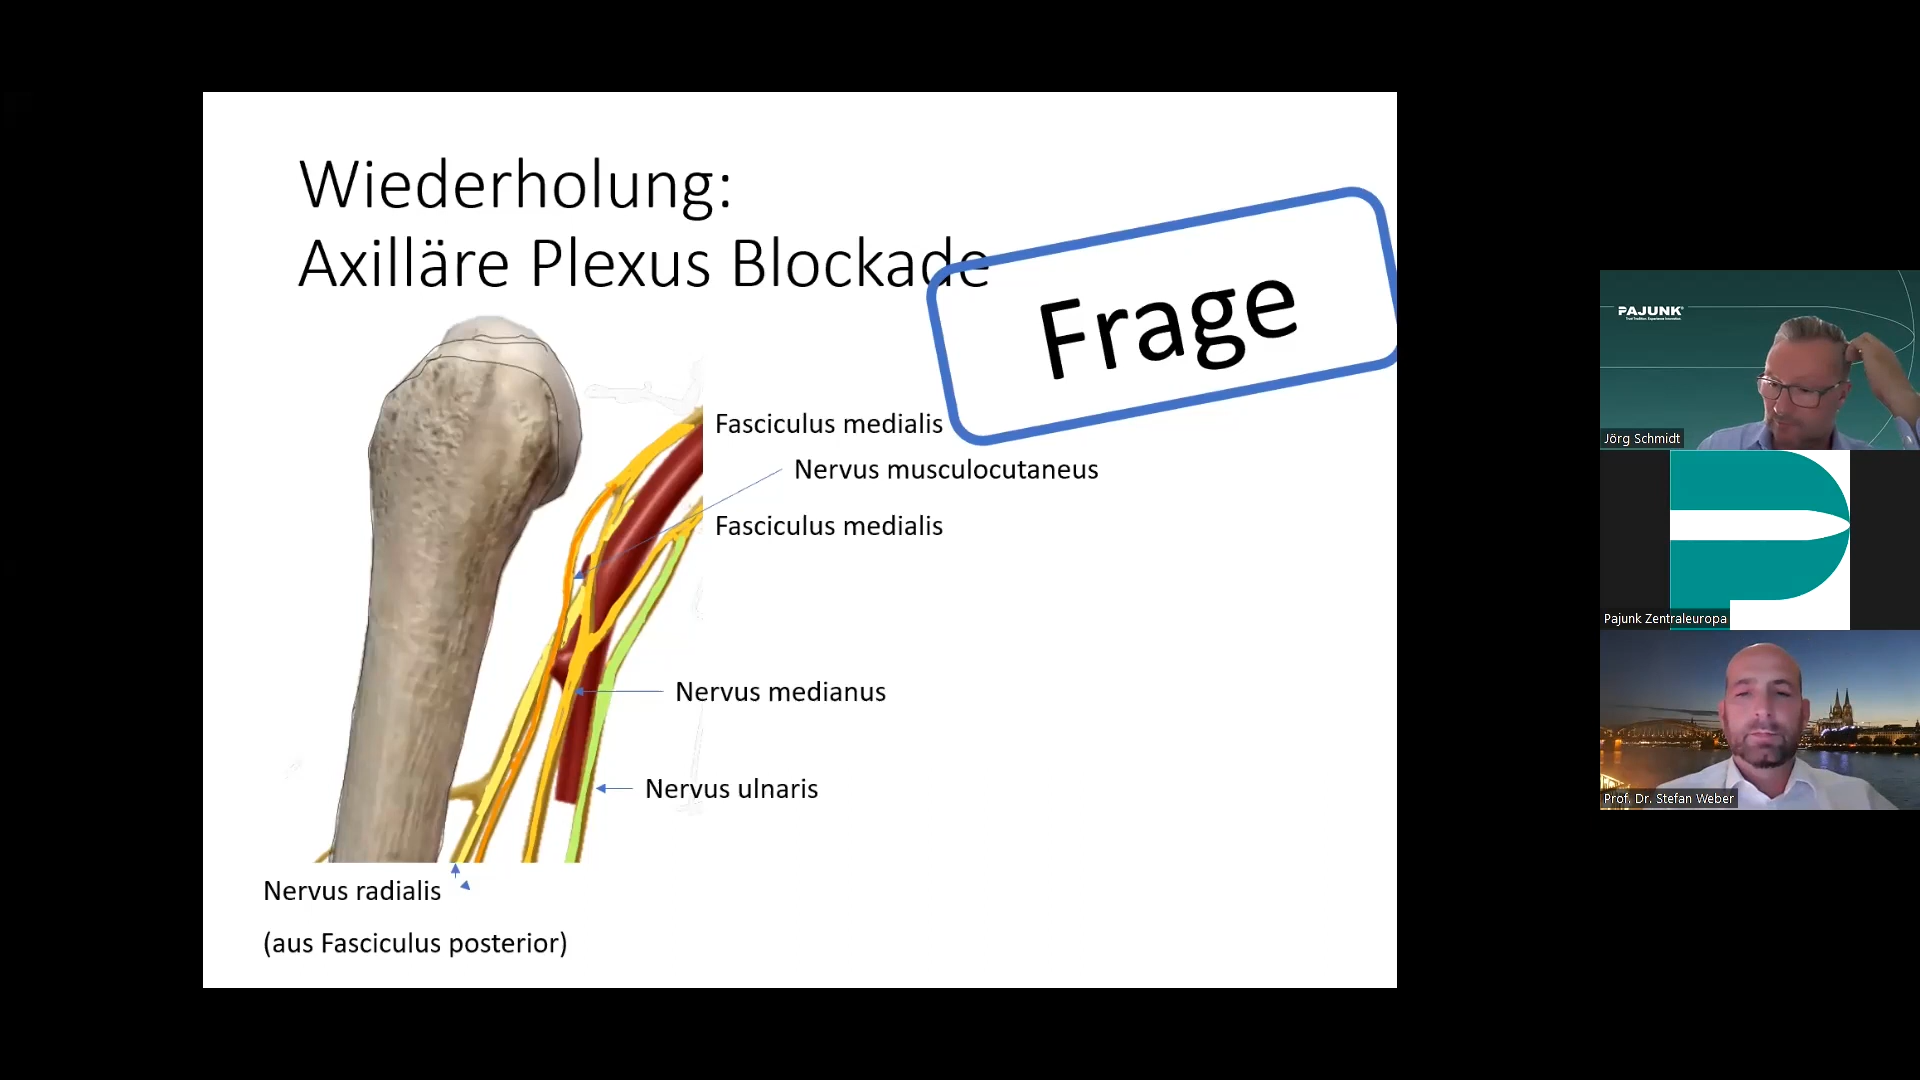 Wiederholung:
Axilläre Plexus Blockade
Frage
Fasciculus medialis
Nervus musculocutaneus
Fasciculus medialis
Nervus medianus
Nervus ulnaris
Nervus radialis
(aus Fasciculus posterior)
PAJUNK
Jörg Schmidt
Pajunk Zentraleuropa
Prof. Dr. Stefan Weber